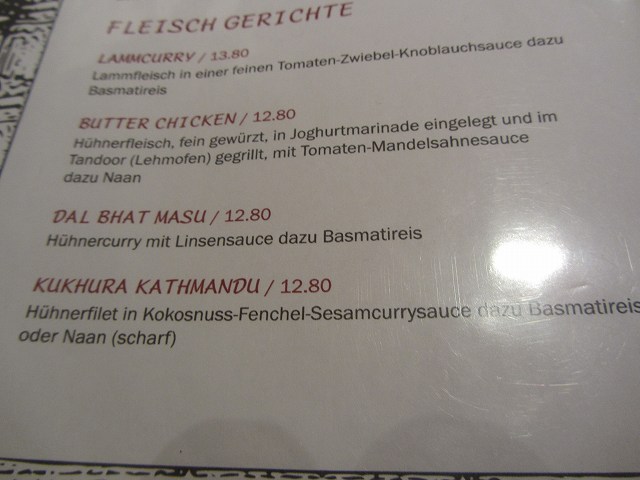 FLEISCH GERICHTE
LAMMCURRY / 13.80
Lammfleisch in einer feinen Tomaten-Zwiebel-Knoblauchsauce dazu
Basmatireis
BUTTER CHICKEN / 12.80
Hühnerfleisch, fein gewürzt, in Joghurtmarinade eingelegt und im
Tandoor (Lehmofen) gegrillt, mit Tomaten-Mandelsahnesauce
dazu Naan
DAL BHAT MASU / 12.80
Hühnercurry mit Linsensauce dazu Basmatireis
KUKHURA KATHMANDU / 12.80
Hühnerfilet in Kokosnuss-Fenchel-Sesamcurrysauce dazu Basmatireis
oder Naan (scharf)